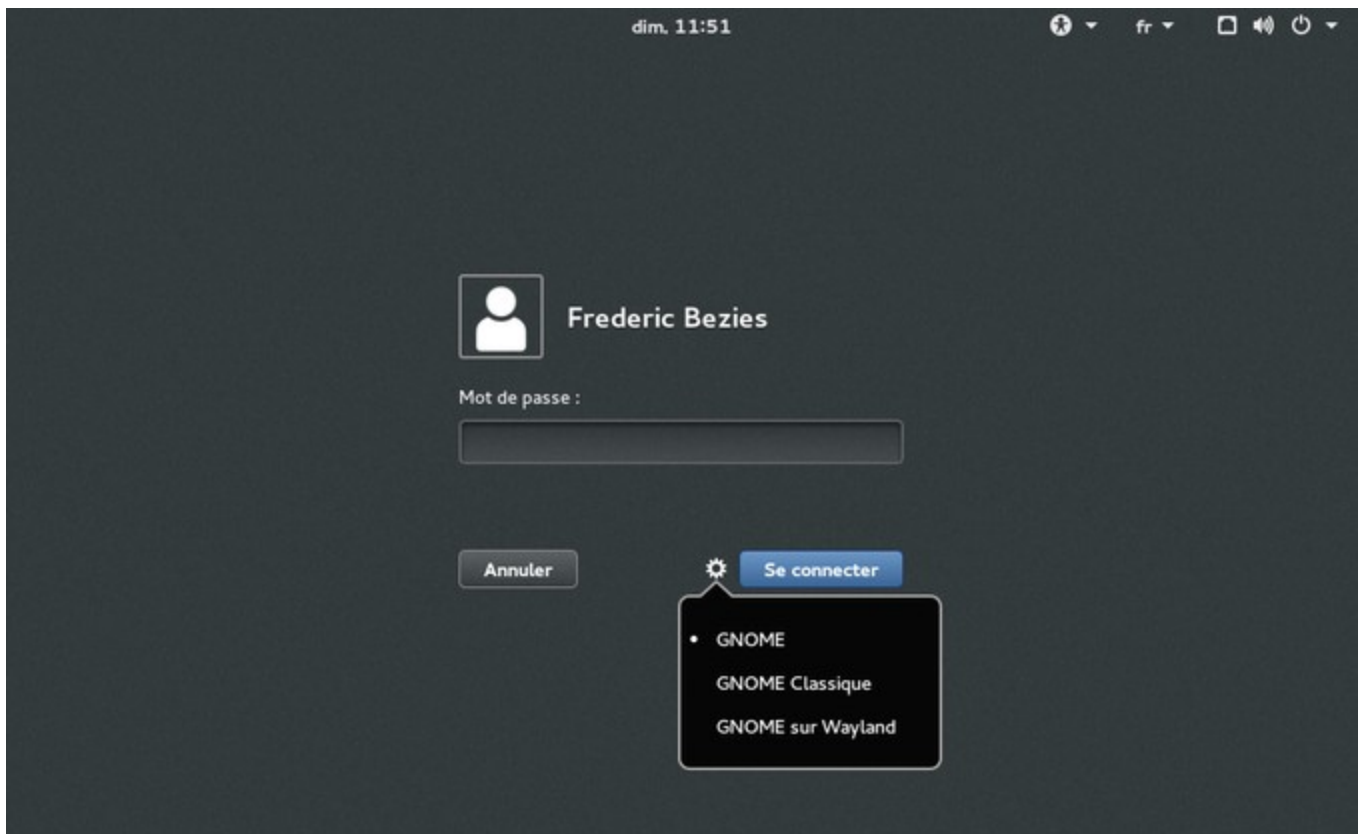 dim. 11:51
fr
Frederic Bezies
Mot de passe :
Annuler
Se connecter
GNOME
GNOME Classique
GNOME sur Wayland